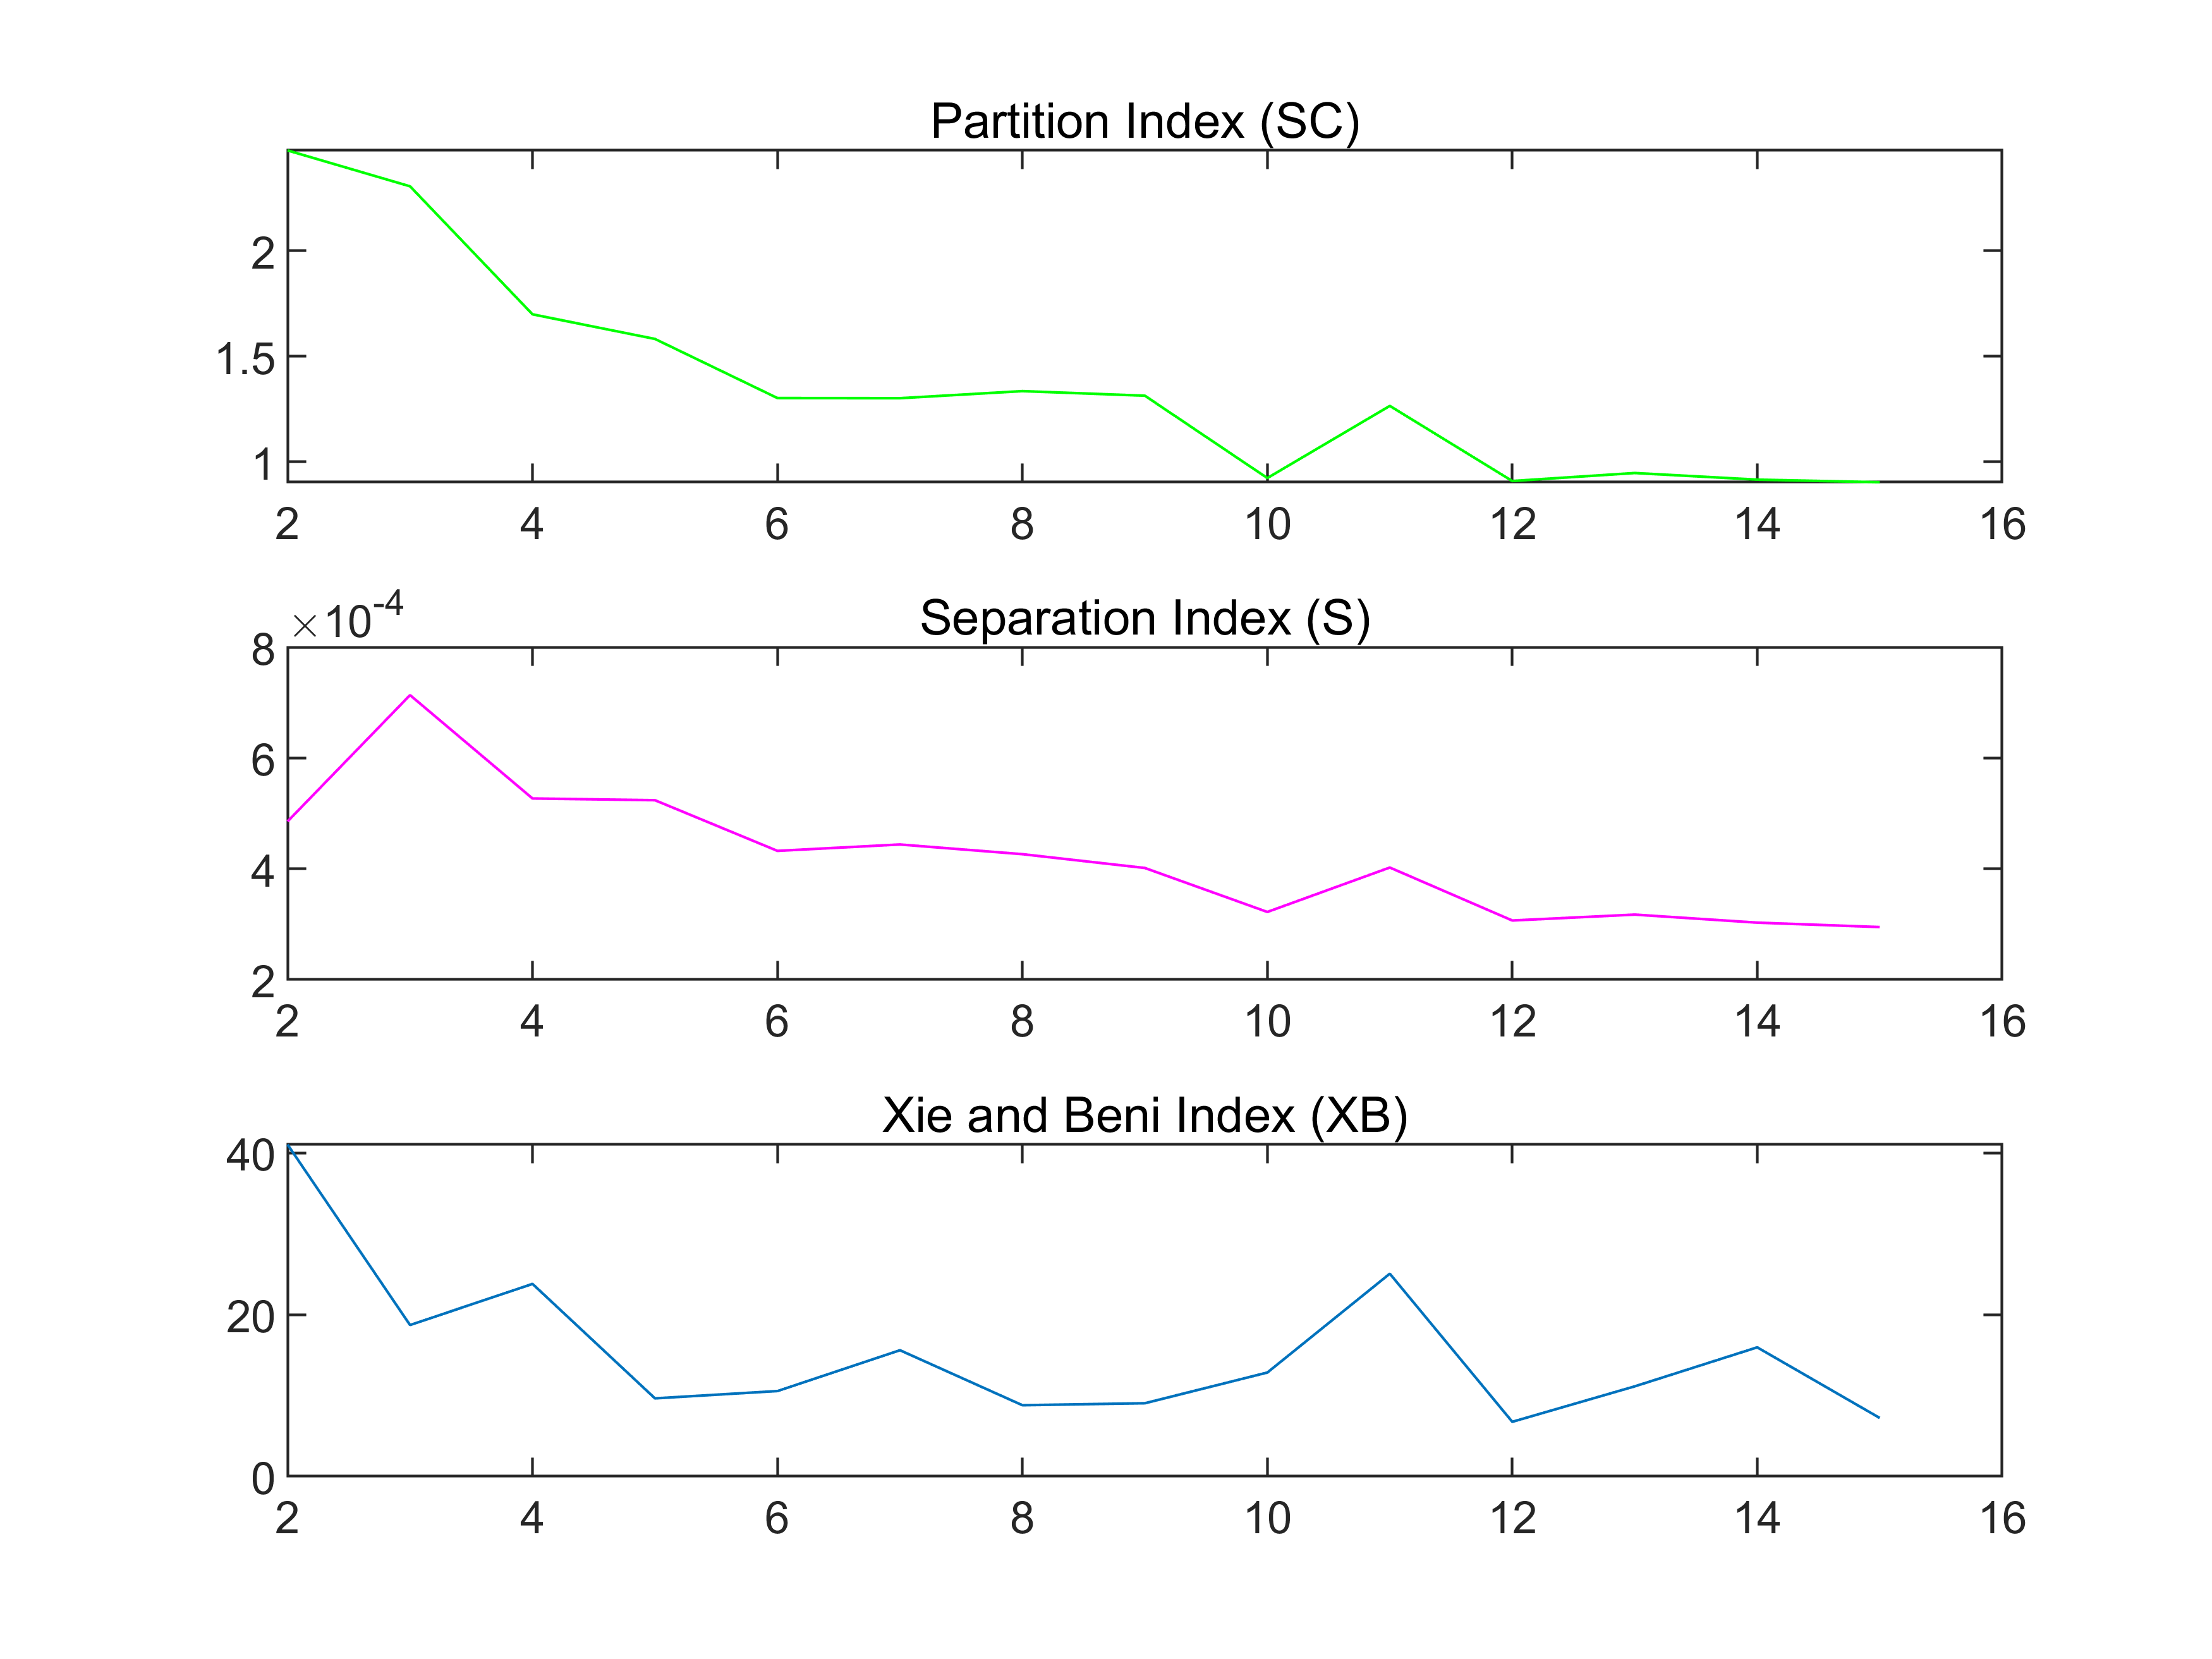 Partition Index (SC)
2
1.5
1
2 4 6 8 10 12 14 16
×10-4
Separation Index (S)
8
6
4
2
2 4 6 8 10 12 14 16
Xie and Beni Index (XB)
40
20
0
2 4 6 8 10 12 14 16